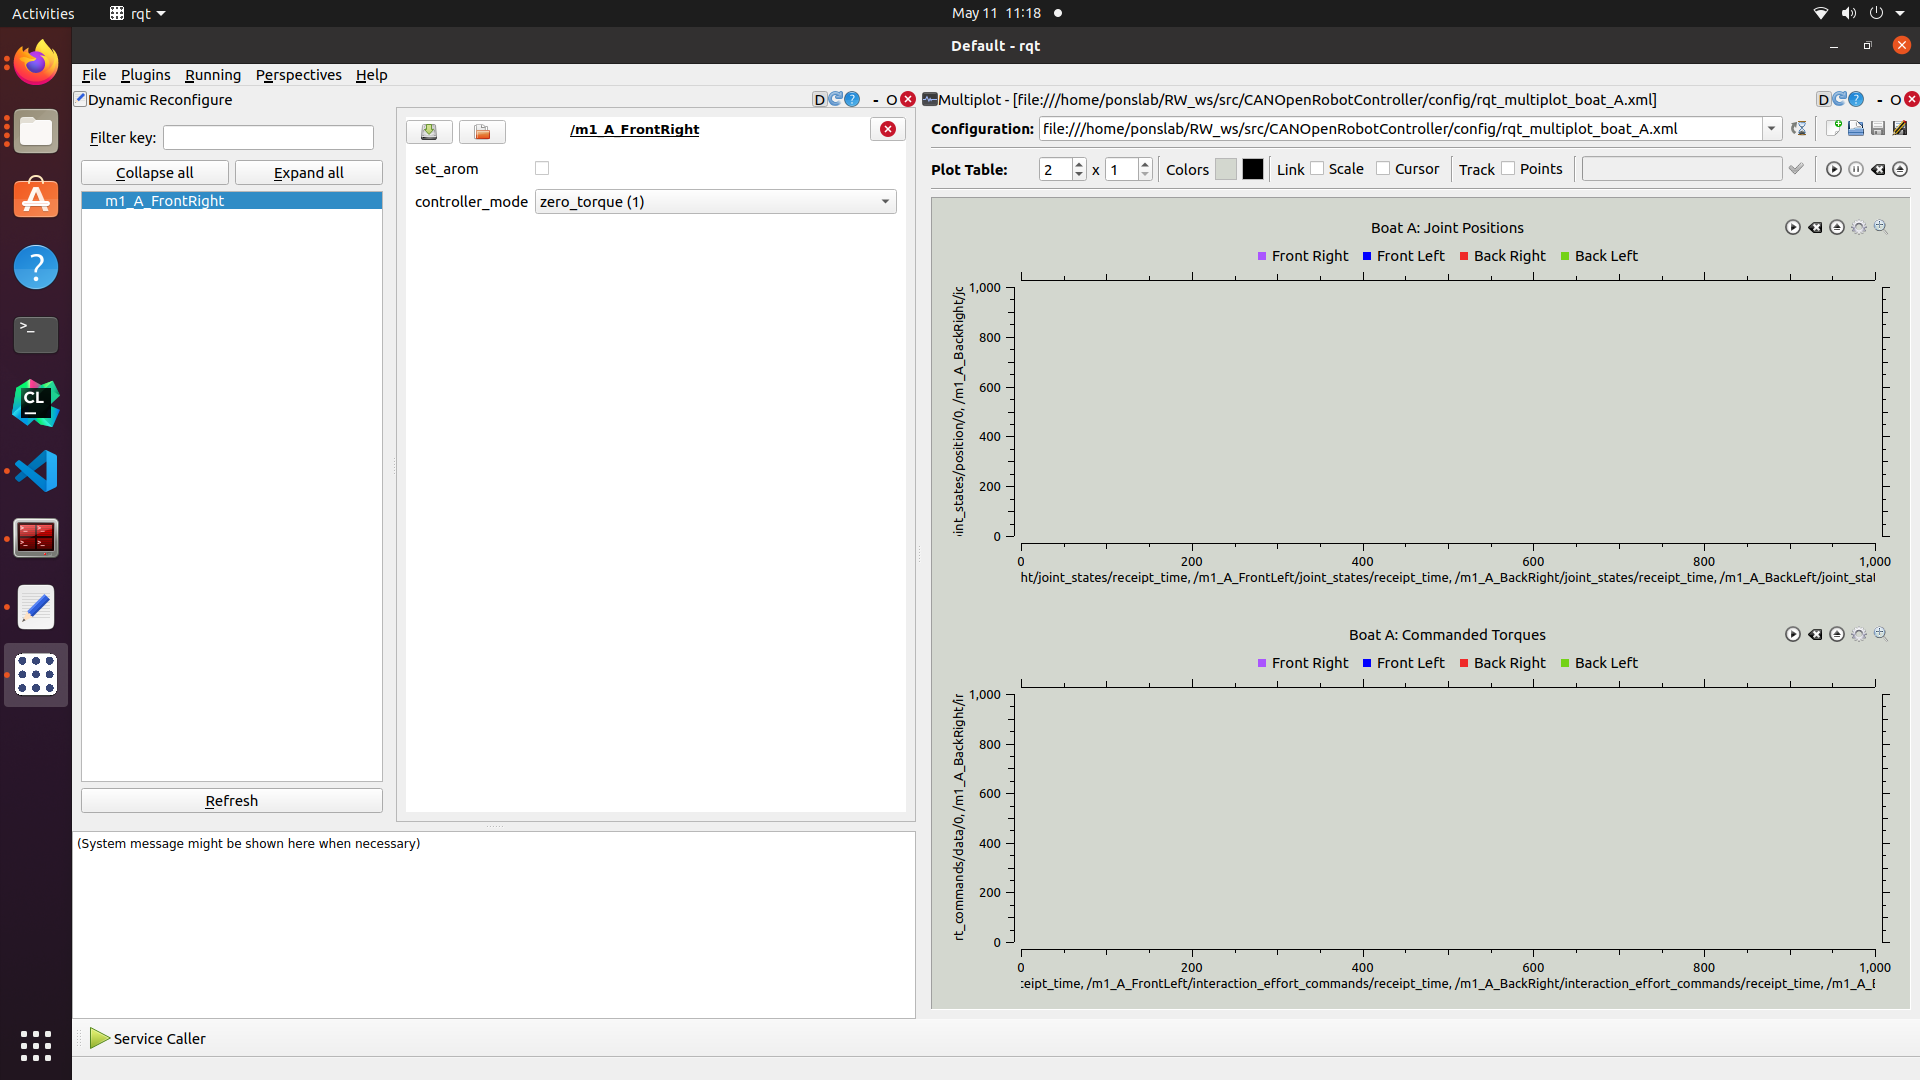 Activities rqt May 11 11:18
Default - rqt
File Plugins Running Perspectives Help
Dynamic Reconfigure D ? - O
Filter key:
Collapse all Expand all
m1_A_FrontRight
Refresh
/m1_A_FrontRight
set_arom
controller_mode zero_torque (1)
(System message might be shown here when necessary)
Service Caller
Multiplot - [file:///home/ponslab/RW_ws/src/CANOpenRobotController/config/rqt_multiplot_boat_A.xml] D ? - O
Configuration: file:///home/ponslab/RW_ws/src/CANOpenRobotController/config/rqt_multiplot_boat_A.xml
Plot Table: 2 x 1 Colors Link Scale Cursor Track Points
Boat A: Joint Positions
Front Right Front Left Back Right Back Left
int_states/position/0, /m1_A_BackRight/jc
1,000
800
600
400
200
0
0 200 400 600 800 1,000
ht/joint_states/receipt_time, /m1_A_FrontLeft/joint_states/receipt_time, /m1_A_BackRight/joint_states/receipt_time, /m1_A_BackLeft/joint_stat
Boat A: Commanded Torques
Front Right Front Left Back Right Back Left
rt_commands/data/0, /m1_A_BackRight/ir
1,000
800
600
400
200
0
0 200 400 600 800 1,000
ceipt_time, /m1_A_FrontLeft/interaction_effort_commands/receipt_time, /m1_A_BackRight/interaction_effort_commands/receipt_time, /m1_A_E
CL
>_